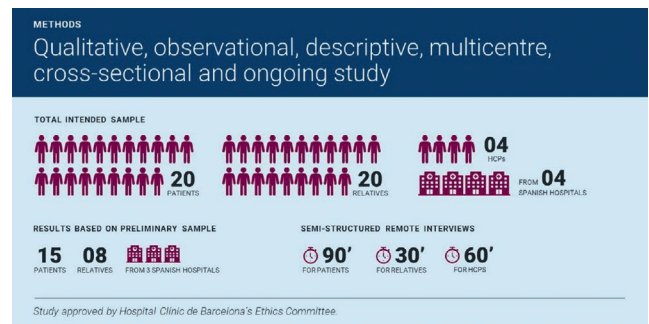 METHODS
Qualitative, observational, descriptive, multicentre,
cross-sectional and ongoing study
TOTAL INTENDED SAMPLE
20
PATIENTS
20
RELATIVES
04
HCPs
FROM 04
SPANISH HOSPITALS
RESULTS BASED ON PRELIMINARY SAMPLE
15
PATIENTS
08
RELATIVES
FROM 3 SPANISH HOSPITALS
SEMI-STRUCTURED REMOTE INTERVIEWS
90’
FOR PATIENTS
30’
FOR RELATIVES
60’
FOR HCPS
Study approved by Hospital Clínic de Barcelona´s Ethics Committee.